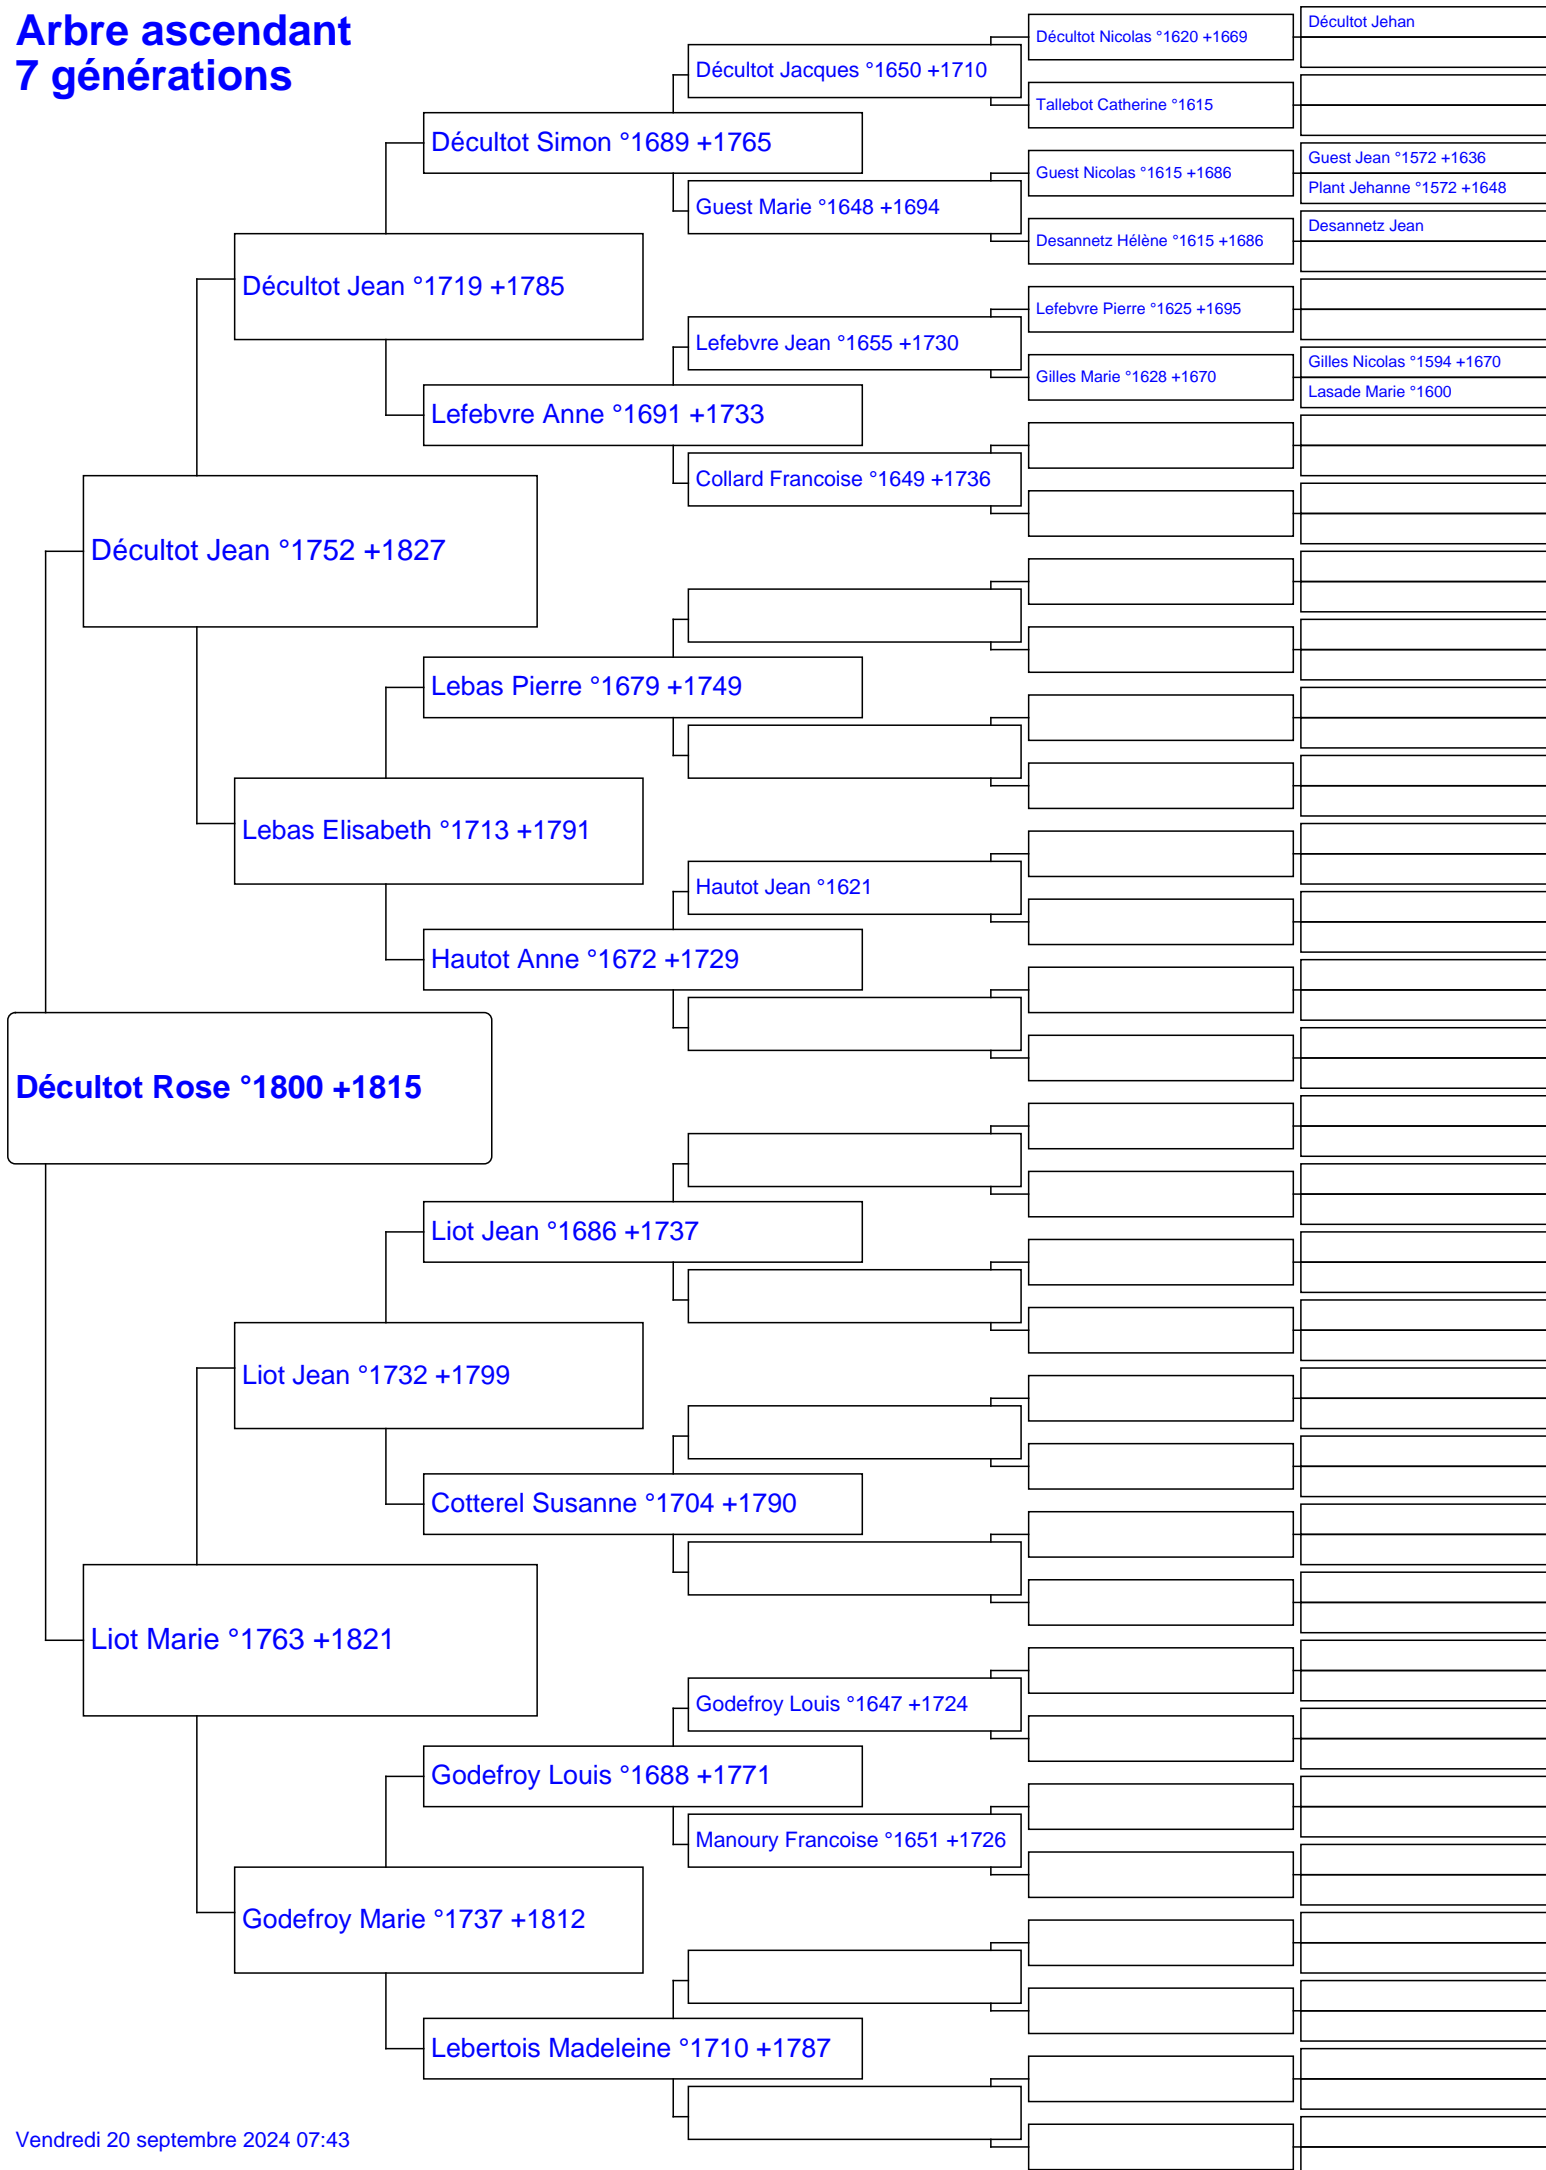 Arbre ascendant
7 générations
Décultot Jehan
Décultot Nicolas °1620 +1669
Décultot Jacques °1650 +1710
Tallebot Catherine °1615
Décultot Simon °1689 +1765
Guest Jean °1572 +1636
Guest Nicolas °1615 +1686
Plant Jehanne °1572 +1648
Guest Marie °1648 +1694
Desannetz Jean
Desannetz Hélène °1615 +1686
Décultot Jean °1719 +1785
Lefebvre Pierre °1625 +1695
Lefebvre Jean °1655 +1730
Gilles Nicolas °1594 +1670
Gilles Marie °1628 +1670
Lasade Marie °1600
Lefebvre Anne °1691 +1733
Collard Francoise °1649 +1736
Décultot Jean °1752 +1827
Lebas Pierre °1679 +1749
Lebas Elisabeth °1713 +1791
Hautot Jean °1621
Hautot Anne °1672 +1729
Décultot Rose °1800 +1815
Liot Jean °1686 +1737
Liot Jean °1732 +1799
Cotterel Susanne °1704 +1790
Liot Marie °1763 +1821
Godefroy Louis °1647 +1724
Godefroy Louis °1688 +1771
Manoury Francoise °1651 +1726
Godefroy Marie °1737 +1812
Lebertois Madeleine °1710 +1787
Vendredi 20 septembre 2024 07:43